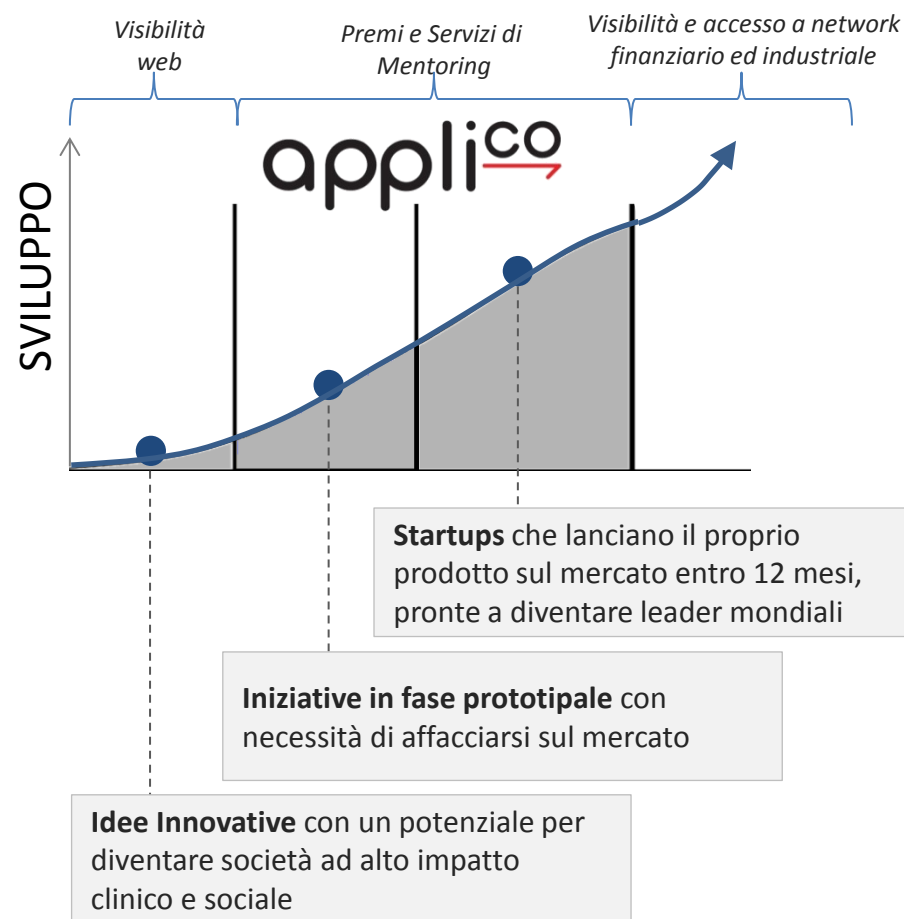 Visibilità
web
Premi e Servizi di
Mentoring
Visibilità e accesso a network
finanziario ed industriale
applico
SVILUPPO
Startups che lanciano il proprio
prodotto sul mercato entro 12 mesi,
pronte a diventare leader mondiali
Iniziative in fase prototipale con
necessità di affacciarsi sul mercato
Idee Innovative con un potenziale per
diventare società ad alto impatto
clinico e sociale